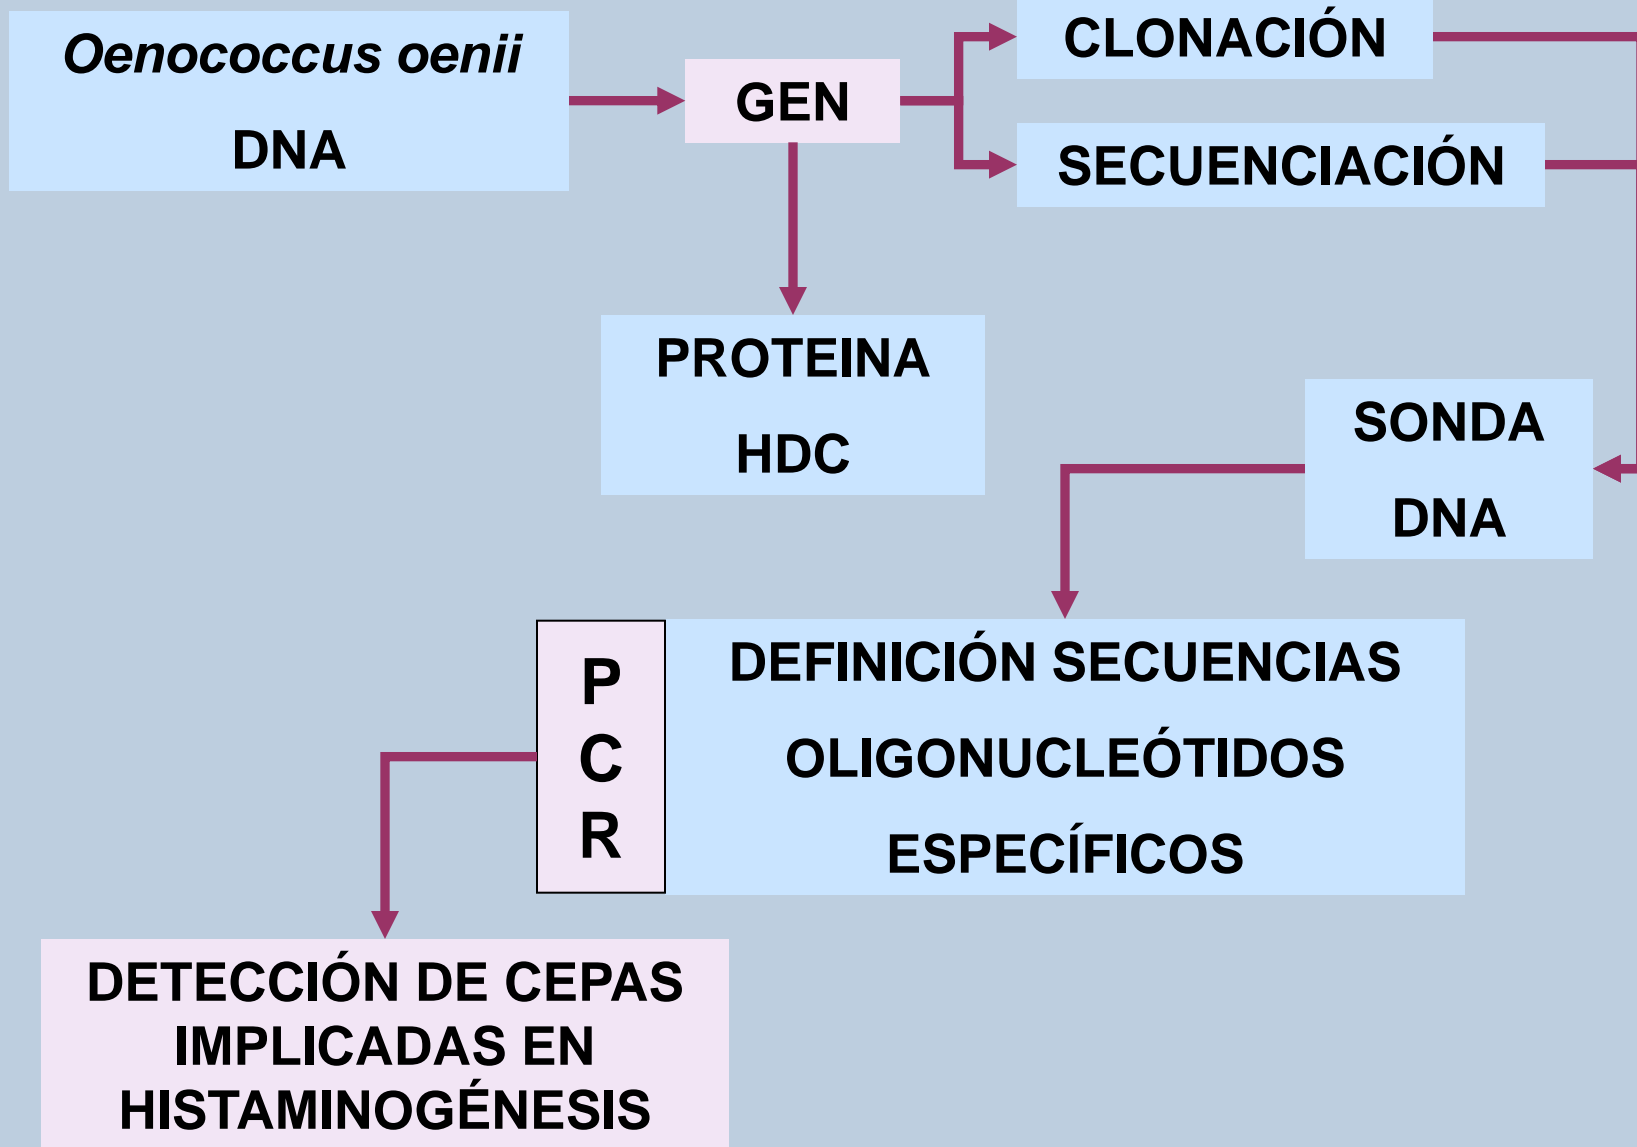 Oenococcus oenii
DNA
GEN
CLONACIÓN
SECUENCIACIÓN
PROTEINA
HDC
SONDA
DNA
P
C
R
DEFINICIÓN SECUENCIAS
OLIGONUCLEÓTIDOS
ESPECÍFICOS
DETECCIÓN DE CEPAS
IMPLICADAS EN
HISTAMINOGÉNESIS